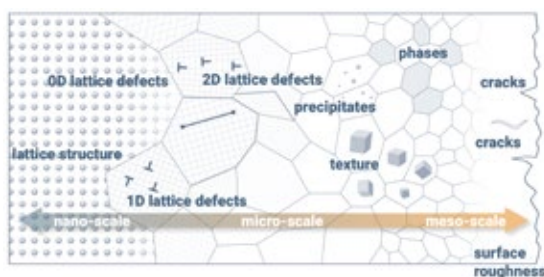 phases
0D lattice defects
2D lattice defects
cracks
precipitates
cracks
lattice structure
texture
1D lattice defects
nano-scale
micro-scale
meso-scale
surface
roughness